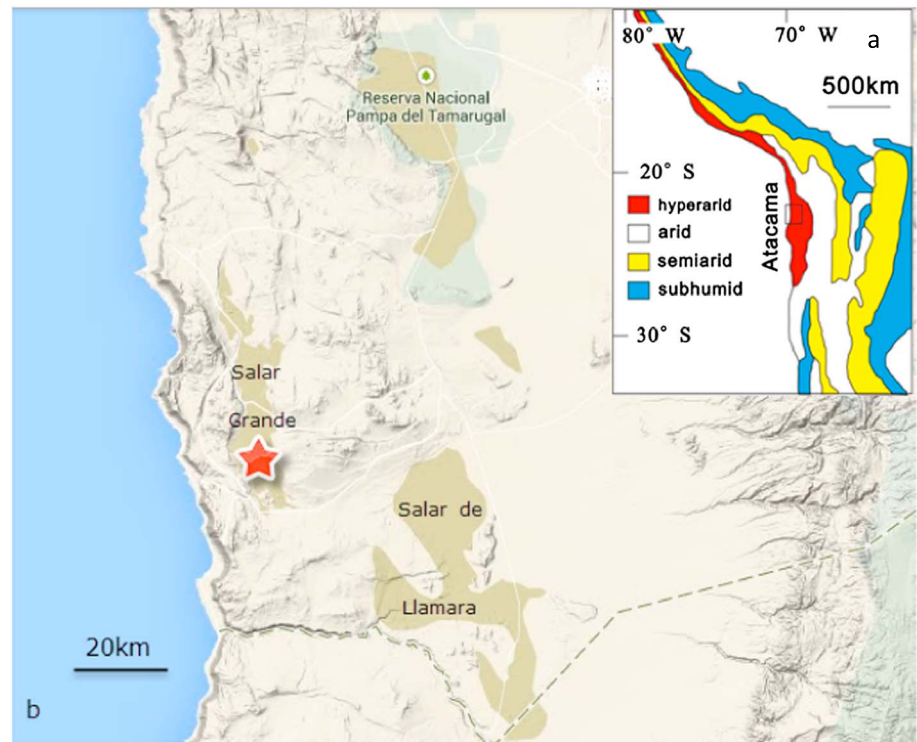 80° W 70° W a
500km
20° S
hyperarid
arid
semiarid
subhumid
Atacama
30° S
Reserva Nacional
Pampa del Tamarugal
Salar
Grande
Salar de
Llamara
20km
b